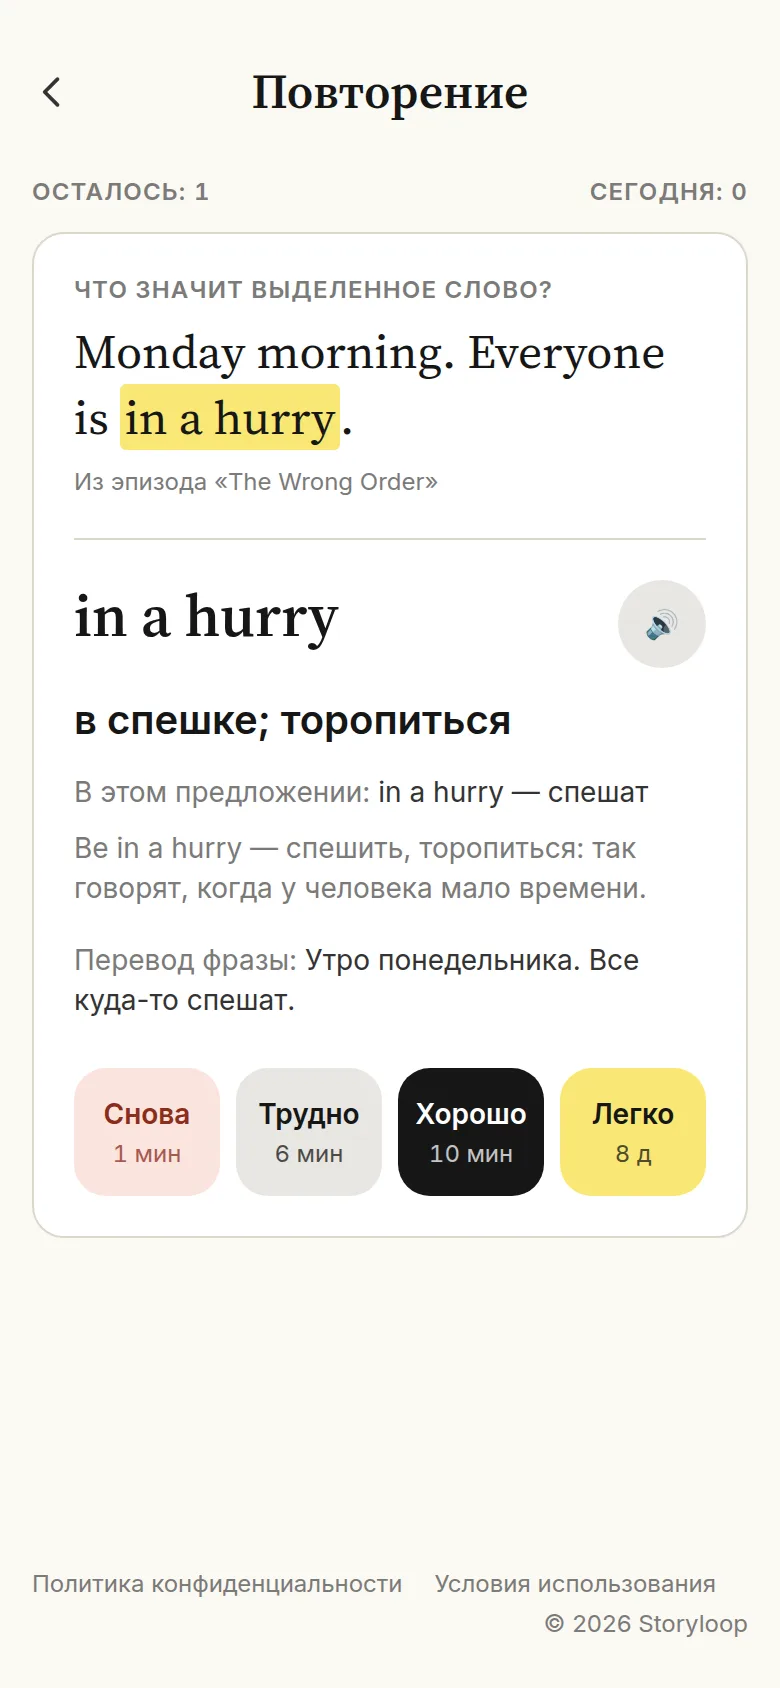 Повторение
ОСТАЛОСЬ: 1
СЕГОДНЯ: 0
ЧТО ЗНАЧИТ ВЫДЕЛЕННОЕ СЛОВО?
Monday morning. Everyone
is in a hurry.
Из эпизода «The Wrong Order»
in a hurry
в спешке; торопиться
В этом предложении: in a hurry — спешат
Be in a hurry — спешить, торопиться: так
говорят, когда у человека мало времени.
Перевод фразы: Утро понедельника. Все
куда-то спешат.
Снова
1 мин
Трудно
6 мин
Хорошо
10 мин
Легко
8 д
Политика конфиденциальности
Условия использования
© 2026 Storyloop